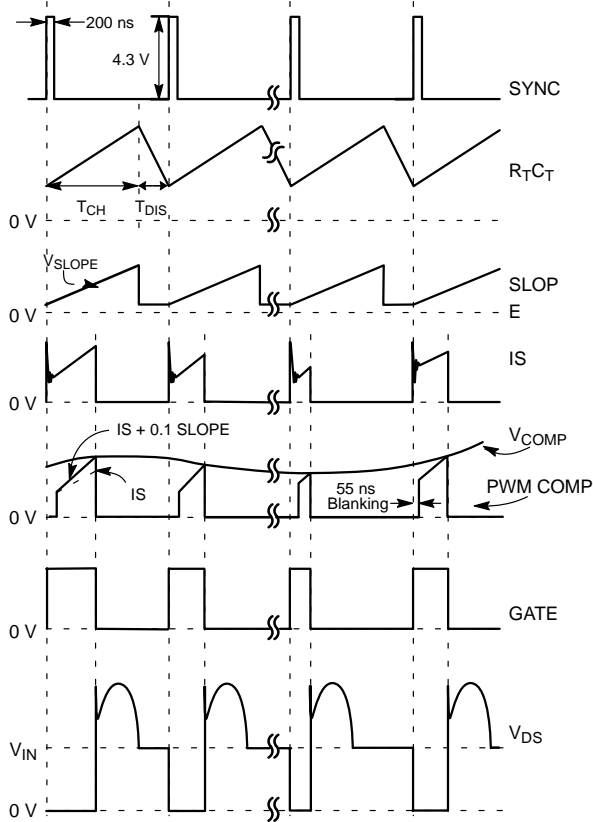 200 ns
4.3 V
SYNC
RTCT
TCH
TDIS
0 V
VSLOPE
SLOP
E
0 V
IS
0 V
IS + 0.1 SLOPE
VCOMP
IS
55 ns
Blanking
PWM COMP
0 V
GATE
0 V
VDS
VIN
0 V